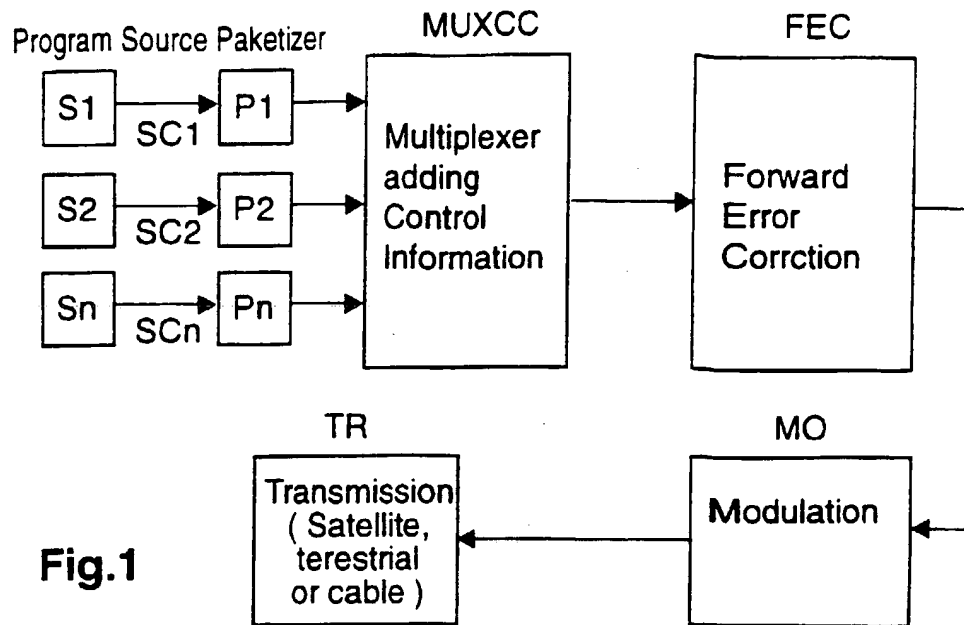 MUXCC
FEC
Program Source Paketizer
S1
SC1
P1
S2
SC2
P2
Sn
SCn
Pn
Multiplexer
adding
Control
Information
Forward
Error
Corrction
TR
MO
Transmission
( Satellite,
terestrial
or cable )
Modulation
Fig.1